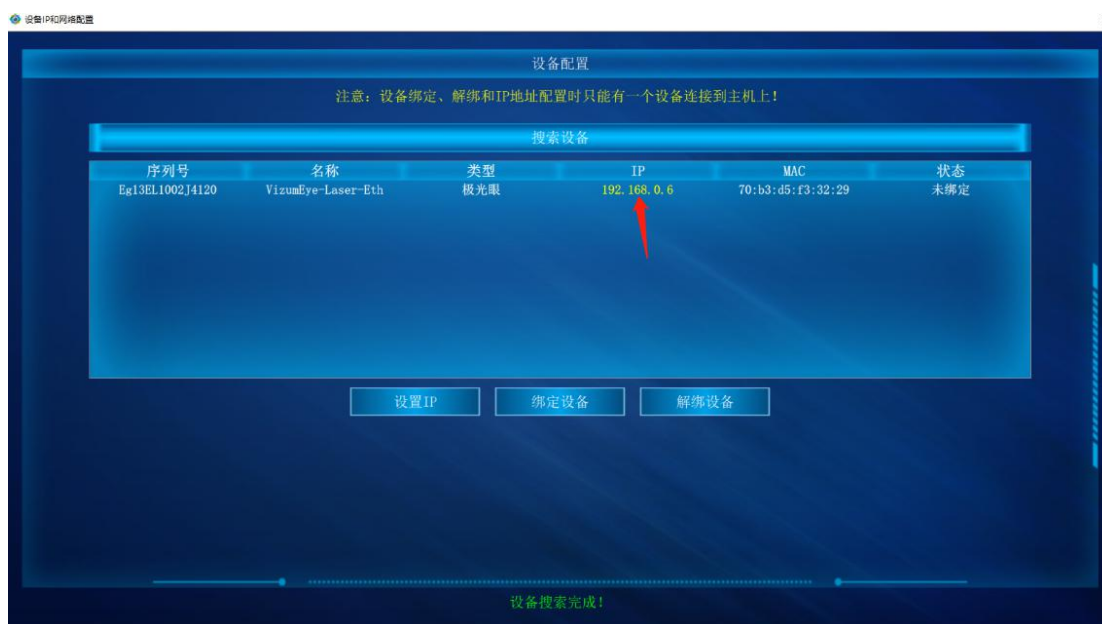 设备IP和网络配置
设备配置
注意：设备绑定、解绑和IP地址配置时只能有一个设备连接到主机上！
搜索设备
序列号 名称 类型 IP MAC 状态
Eg13EL1002J4120 VizumEye-Laser-Eth 极光眼 192.168.0.6 70:b3:d5:f3:32:29 未绑定
设置IP 绑定设备 解绑设备
设备搜索完成！